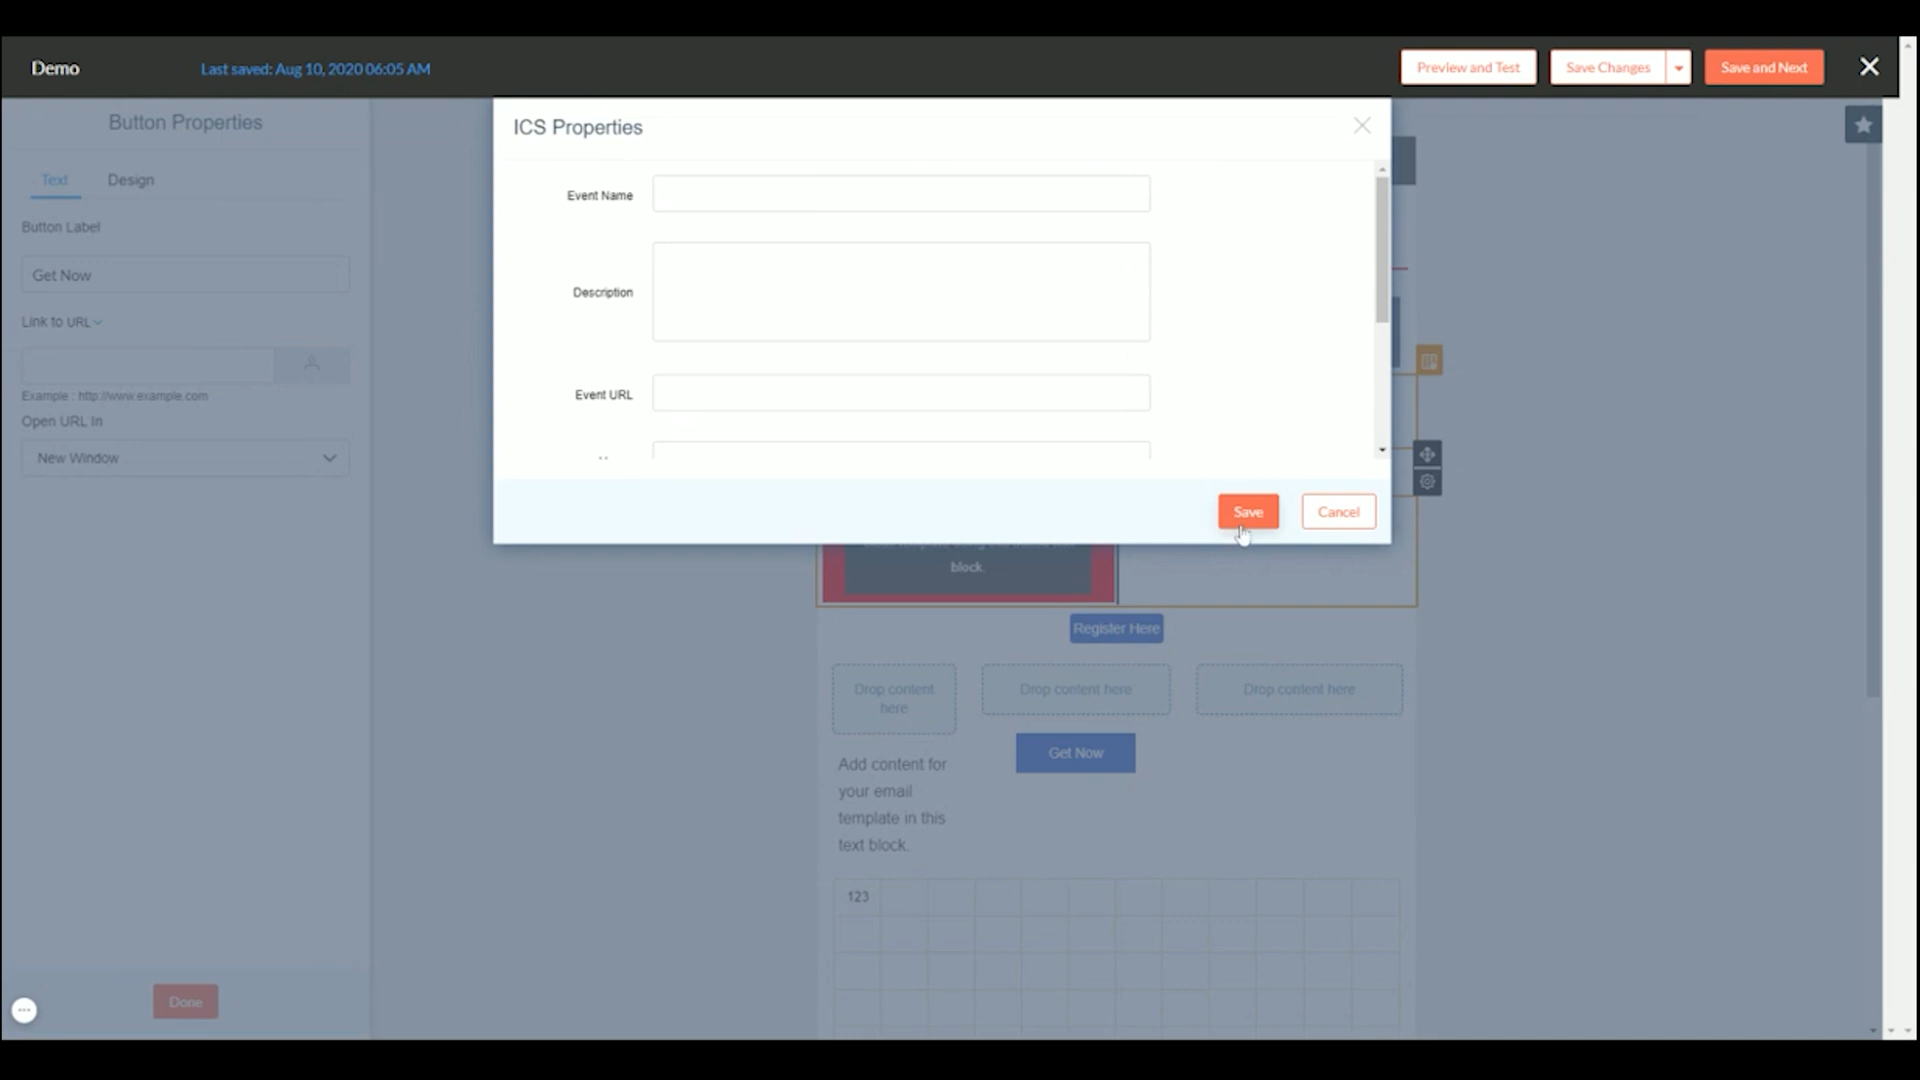 Demo
Last saved: Aug 10, 2020 06:05 AM
Preview and Test
Save Changes
Save and Next
Button Properties
Text
Design
Button Label
Get Now
Link to URL
Example : http://www.example.com
Open URL In
New Window
Done
ICS Properties
Event Name
Description
Event URL
Save
Cancel
block.
Register Here
Drop content
here
Drop content here
Drop content here
Get Now
Add content for
your email
template in this
text block.
123